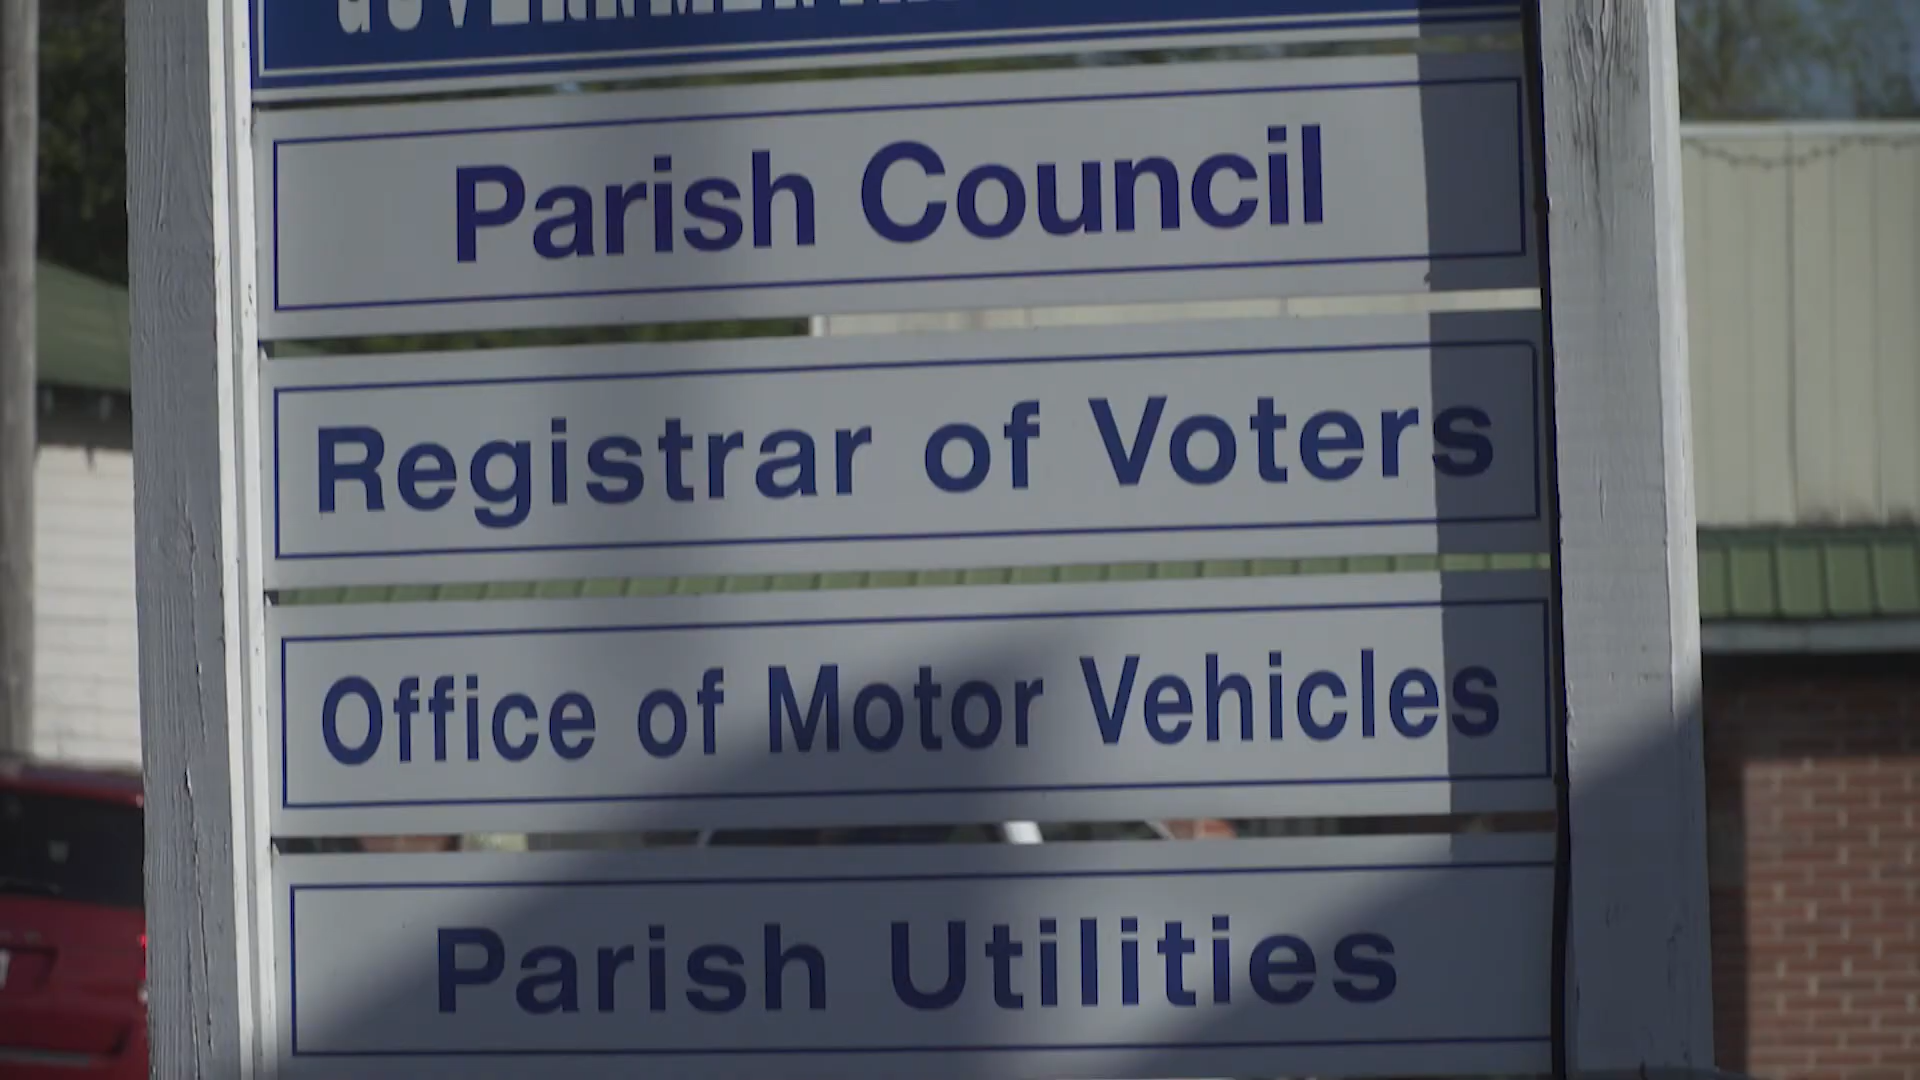 Parish Council
Registrar of Voters
Office of Motor Vehicles
Parish Utilities